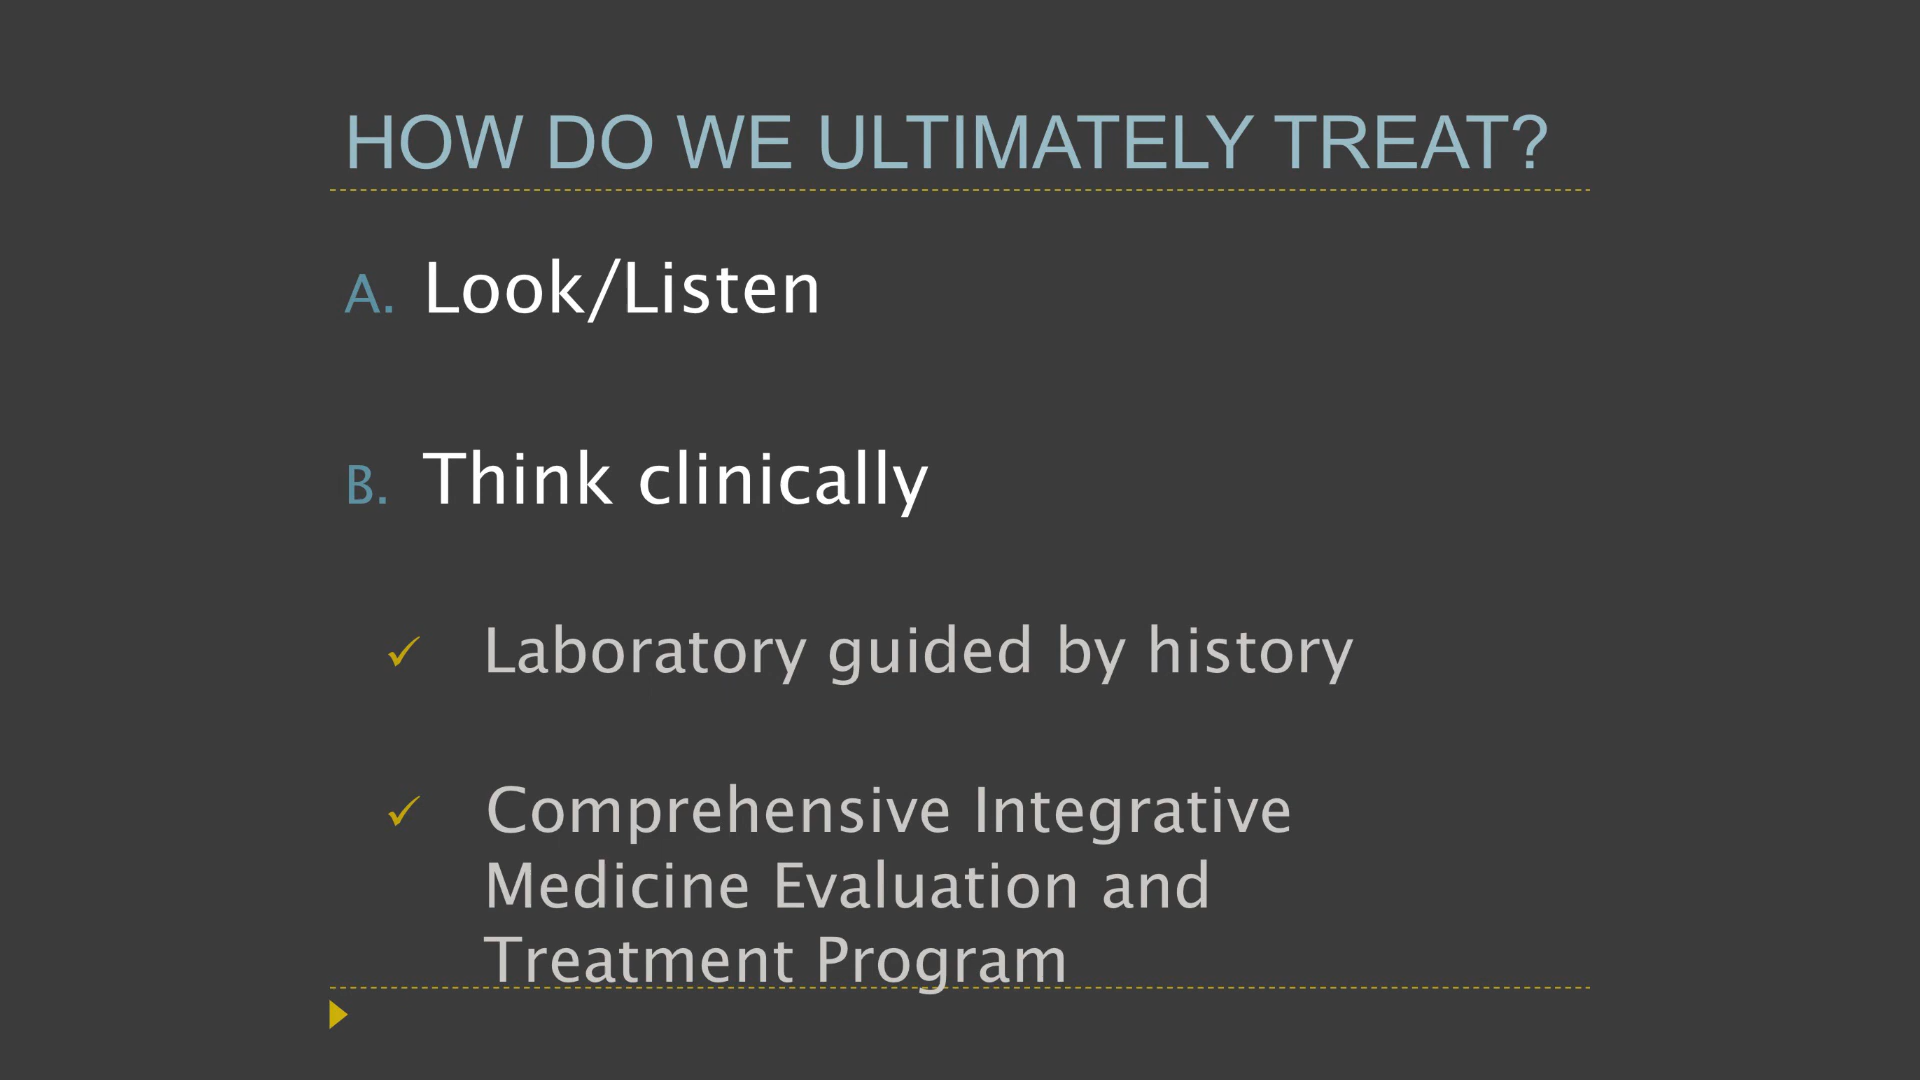 HOW DO WE ULTIMATELY TREAT?
A. Look/Listen
B. Think clinically
✓ Laboratory guided by history
✓ Comprehensive Integrative
Medicine Evaluation and
Treatment Program